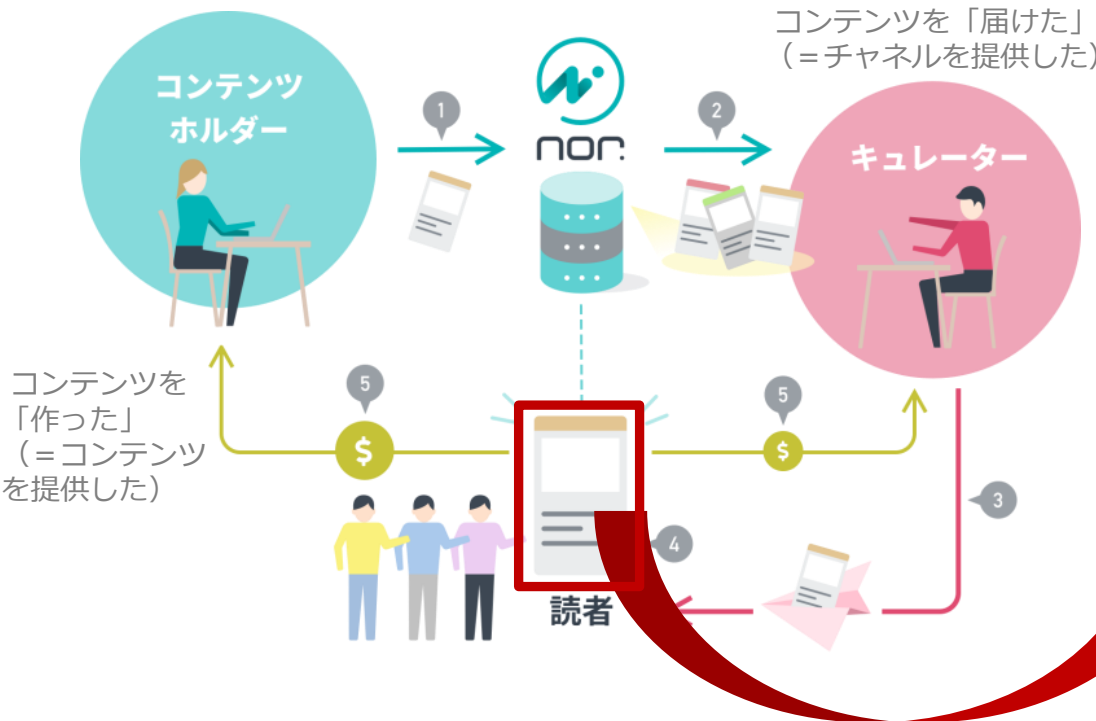 コンテンツを「届けた」
（＝チャネルを提供した）
コンテンツ
ホルダー
1
nor.
2
キュレーター
コンテンツを
「作った」
（＝コンテンツ
を提供した）
5
$
5
$
3
4
読者